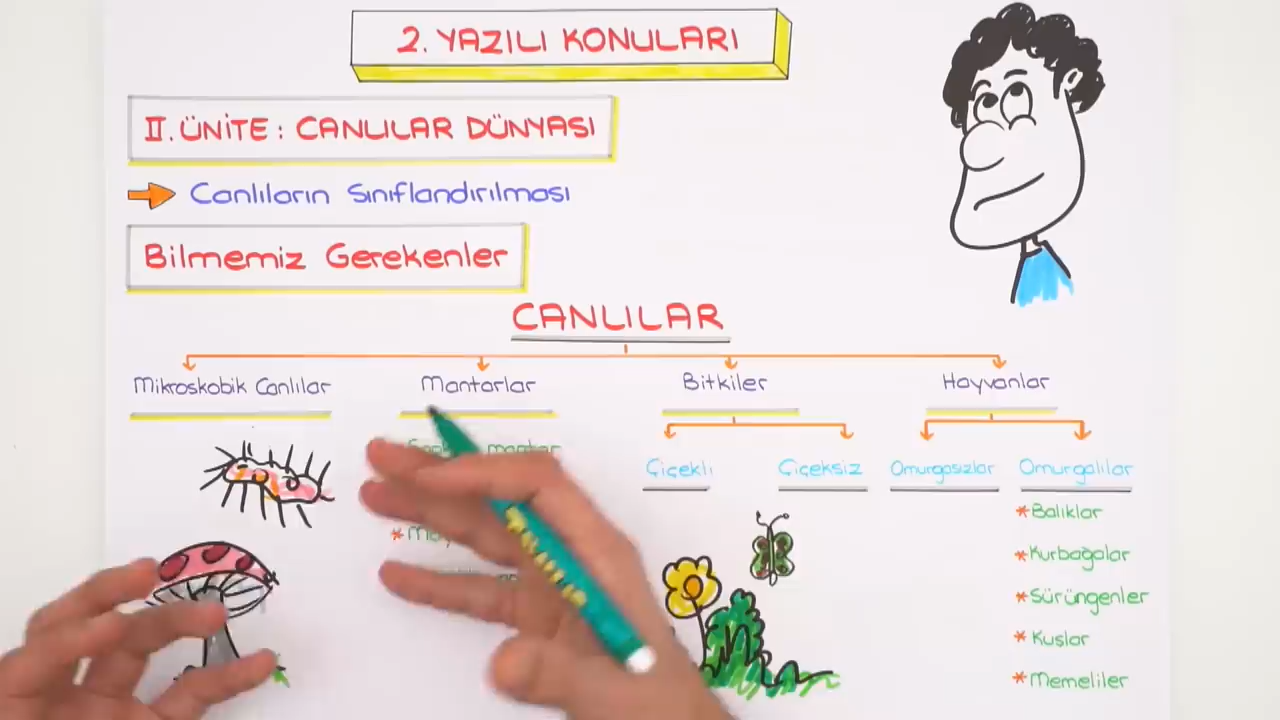 2. YAZILI KONULARI
II. ÜNİTE : CANLILAR DÜNYASI
Canlıların Sınıflandırılması
Bilmemiz Gerekenler
CANLILAR
Mikroskobik Canlılar
Mantarlar
Bitkiler
Hayvanlar
Çiçekli
Çiçeksiz
Omurgasızlar
Omurgalılar
*Balıklar
*Kurbağalar
*Sürüngenler
*Kuşlar
*Memeliler